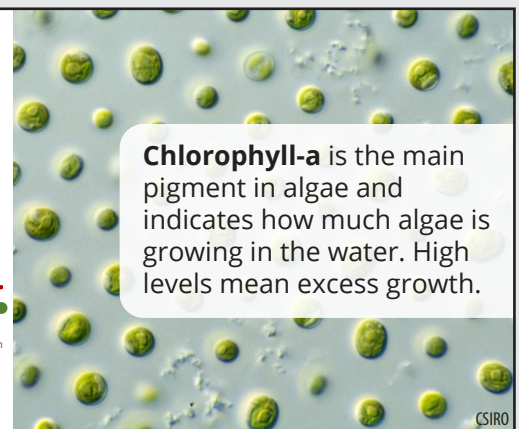 Chlorophyll-a is the main
pigment in algae and
indicates how much algae is
growing in the water. High
levels mean excess growth.
CSIRO